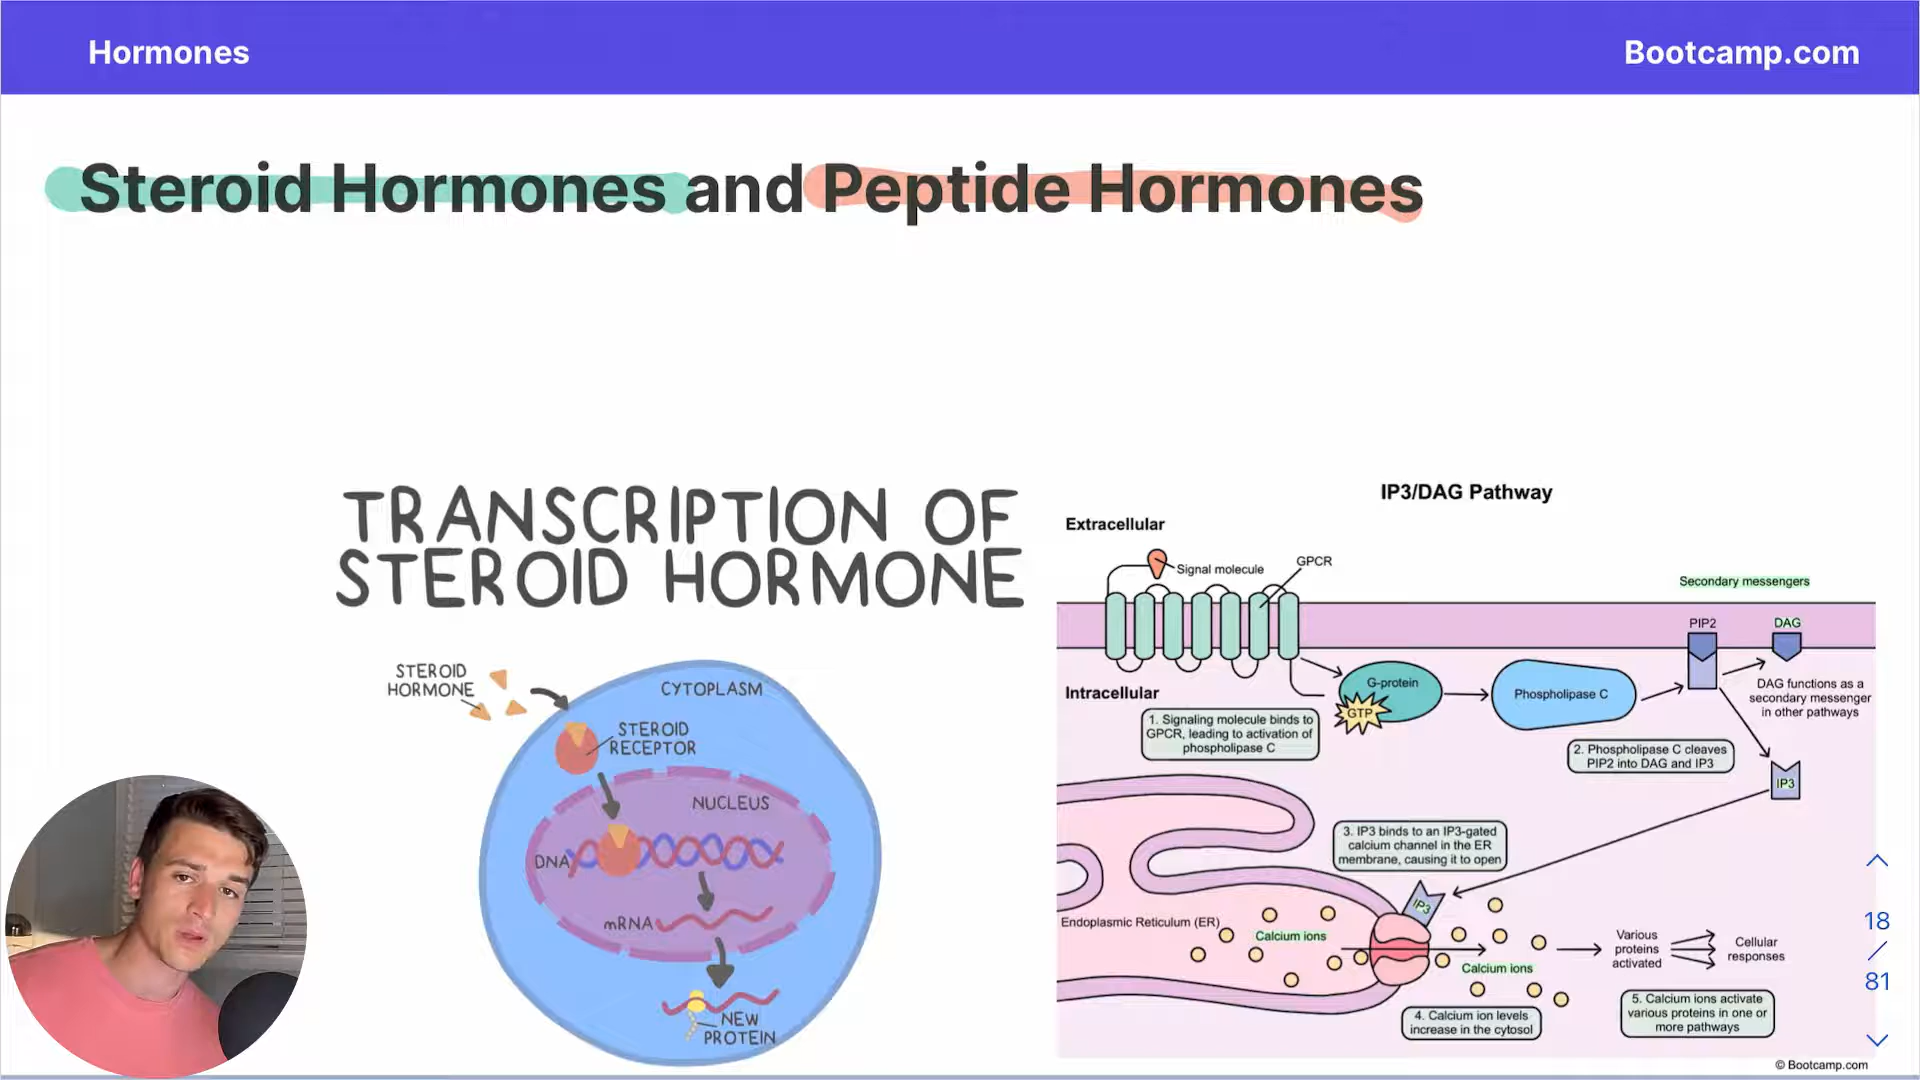 Hormones
Bootcamp.com
Steroid Hormones and Peptide Hormones
TRANSCRIPTION OF
STEROID HORMONE
STEROID
HORMONE
CYTOPLASM
STEROID
RECEPTOR
NUCLEUS
DNA
mRNA
NEW
PROTEIN
IP3/DAG Pathway
Extracellular
Signal molecule
GPCR
Secondary messengers
PIP2
DAG
Intracellular
G-protein
GTP
Phospholipase C
DAG functions as a
secondary messenger
in other pathways
1. Signaling molecule binds to
GPCR, leading to activation of
phospholipase C
2. Phospholipase C cleaves
PIP2 into DAG and IP3
IP3
3. IP3 binds to an IP3-gated
calcium channel in the ER
membrane, causing it to open
IP3
Endoplasmic Reticulum (ER)
Calcium ions
Calcium ions
Various
proteins
activated
Cellular
responses
4. Calcium ion levels
increase in the cytosol
5. Calcium ions activate
various proteins in one or
more pathways
18
/
81
© Bootcamp.com